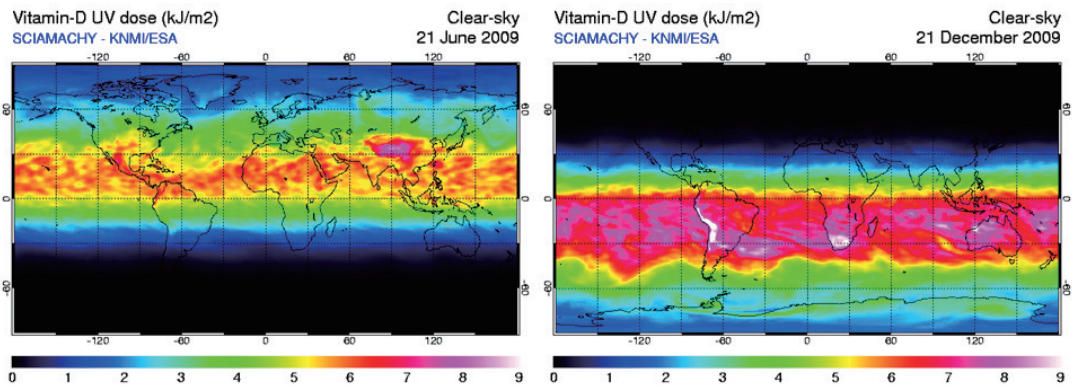 Vitamin-D UV dose (kJ/m2) Clear-sky
SCIAMACHY - KNMI/ESA 21 June 2009
-120 -60 0 60 120
60 60
0 0
-60 -60
-120 -60 0 60 120
0 1 2 3 4 5 6 7 8 9
Vitamin-D UV dose (kJ/m2) Clear-sky
SCIAMACHY - KNMI/ESA 21 December 2009
-120 -60 0 60 120
60 60
0 0
-60 -60
-120 -60 0 60 120
0 1 2 3 4 5 6 7 8 9